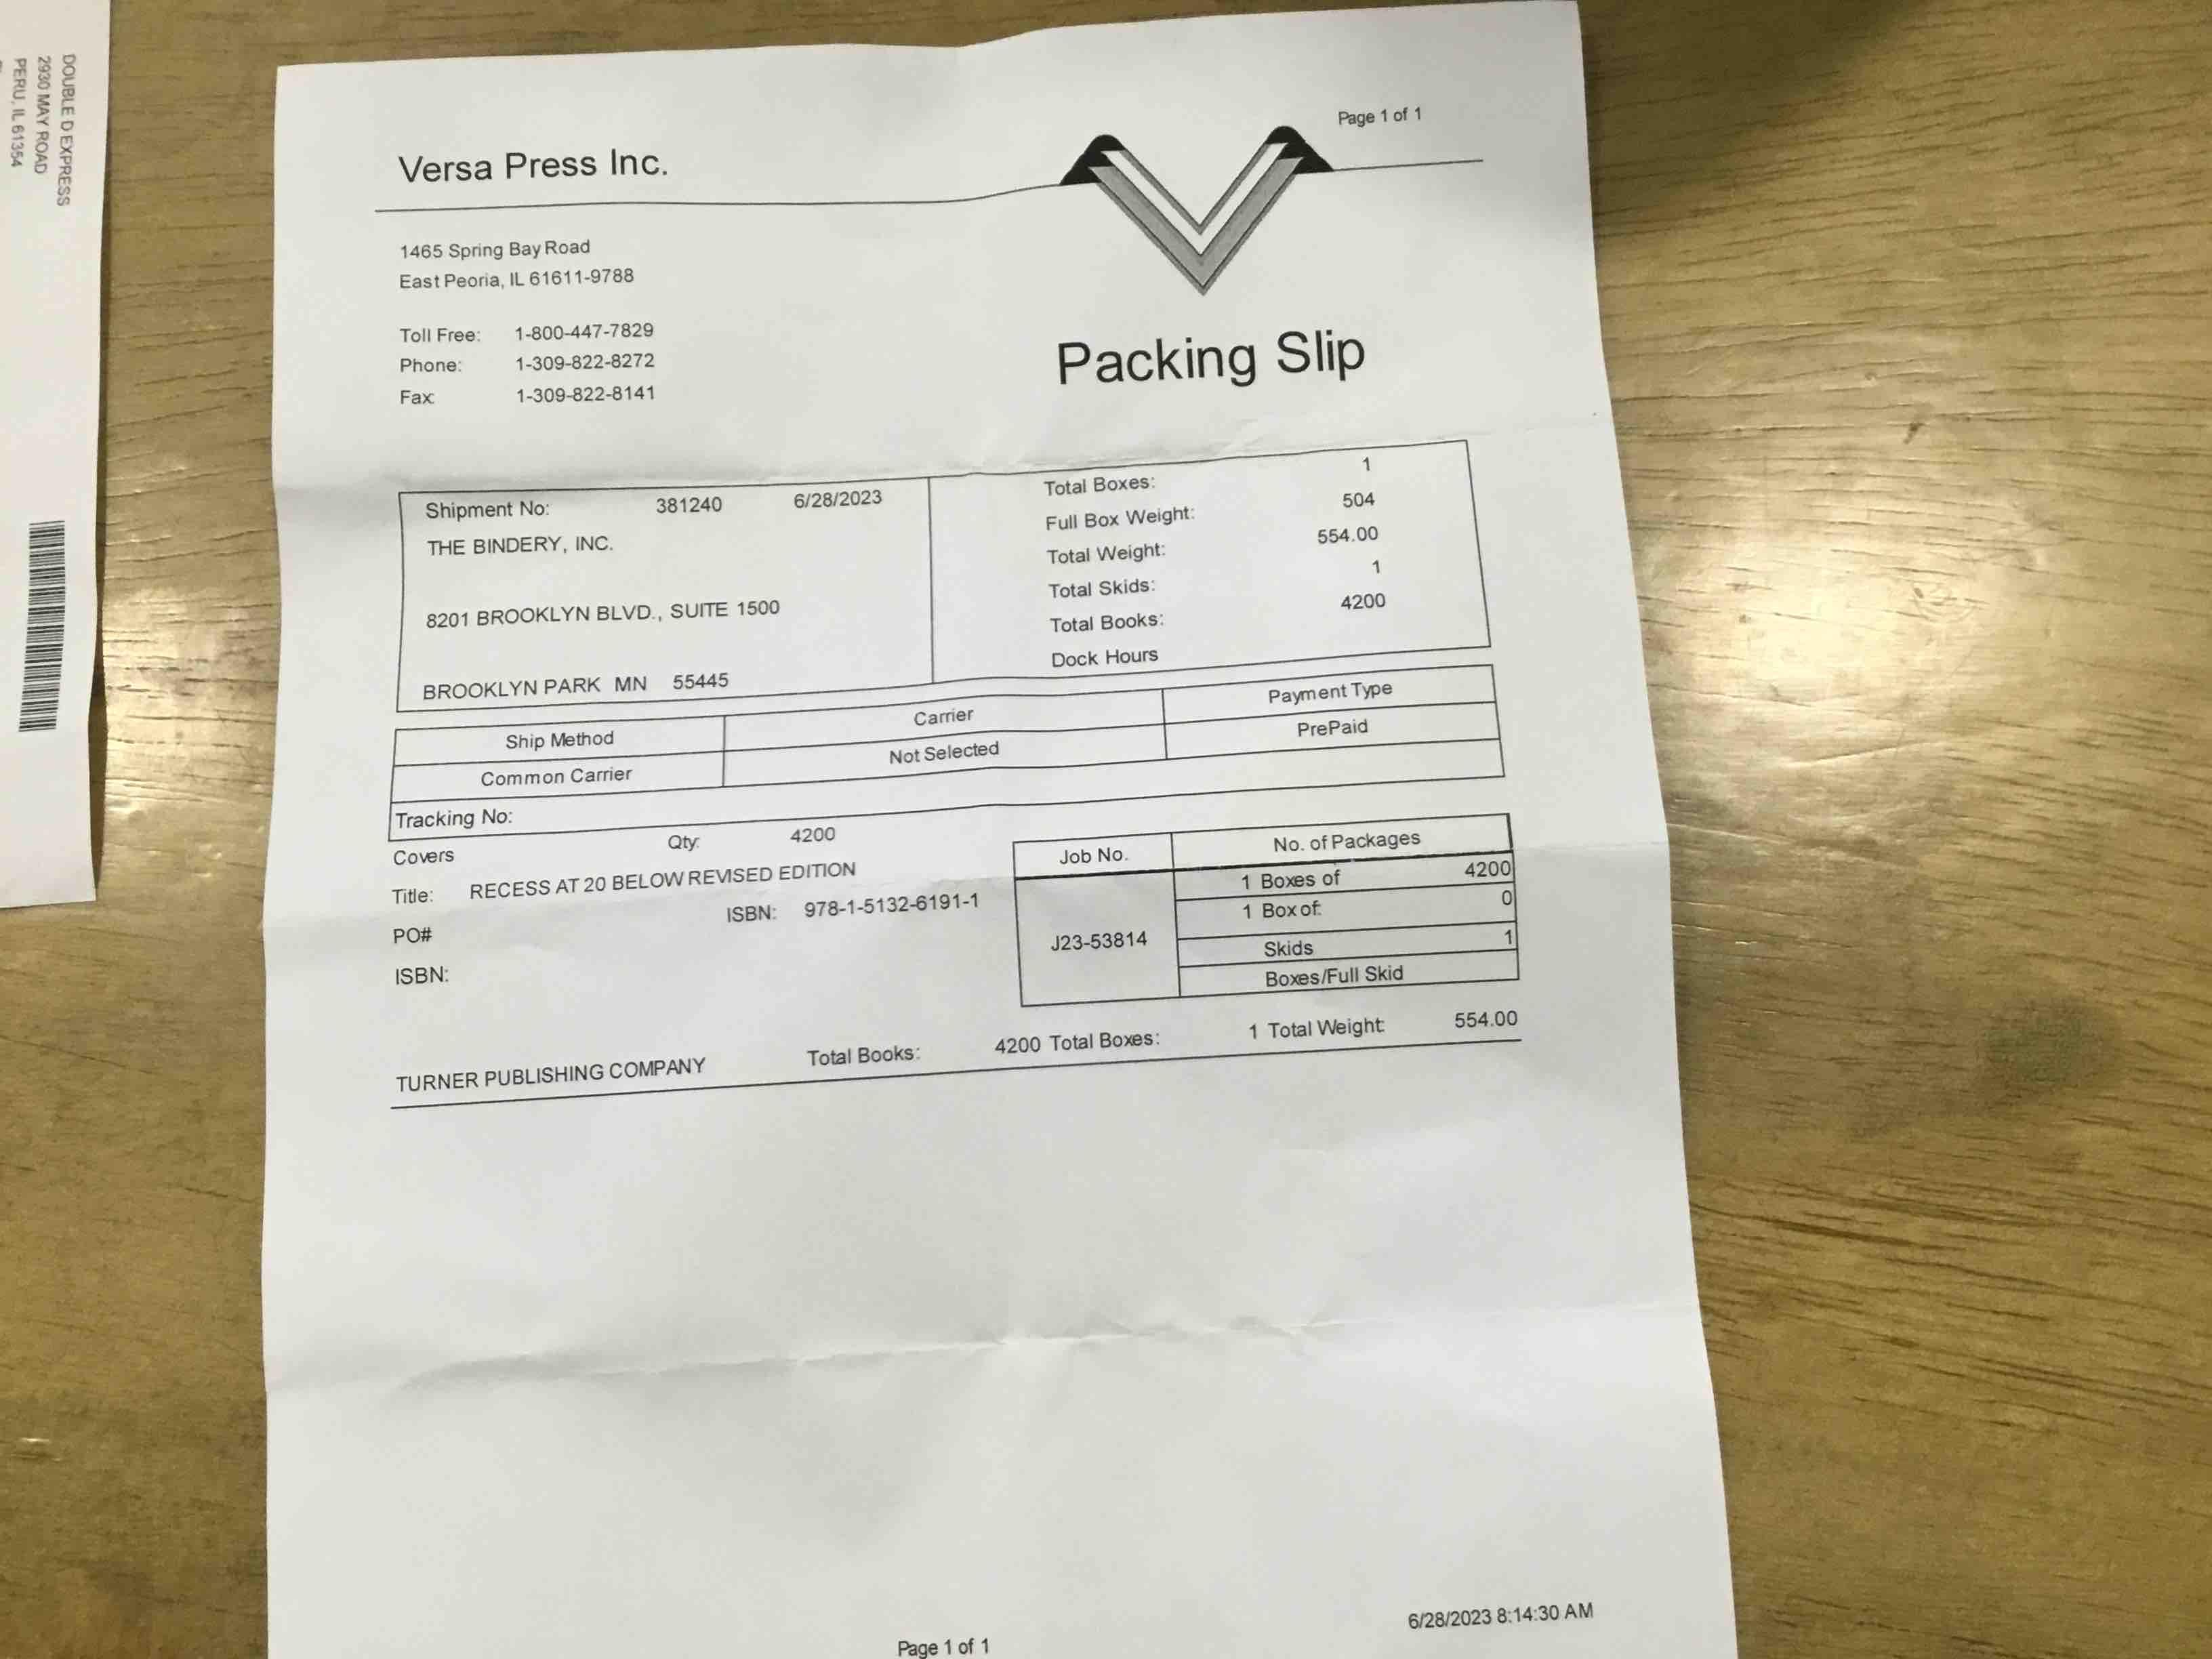 DOUBLE D EXPRESS
2930 MAY ROAD
PERU, IL 61354
Page 1 of 1
Versa Press Inc.
1465 Spring Bay Road
East Peoria, IL 61611-9788
Toll Free: 1-800-447-7829
Phone: 1-309-822-8272
Fax: 1-309-822-8141
Packing Slip
Shipment No: 381240 6/28/2023
THE BINDERY, INC.
8201 BROOKLYN BLVD., SUITE 1500
BROOKLYN PARK MN 55445
Total Boxes: 1
Full Box Weight: 504
Total Weight: 554.00
Total Skids: 1
Total Books: 4200
Dock Hours
Ship Method Carrier Payment Type
Common Carrier Not Selected PrePaid
Tracking No:
Covers Qty: 4200
Title: RECESS AT 20 BELOW REVISED EDITION
PO# ISBN: 978-1-5132-6191-1
ISBN:
Job No. No. of Packages
J23-53814
1 Boxes of 4200
1 Box of: 0
Skids 1
Boxes/Full Skid
TURNER PUBLISHING COMPANY Total Books: 4200 Total Boxes: 1 Total Weight: 554.00
6/28/2023 8:14:30 AM
Page 1 of 1